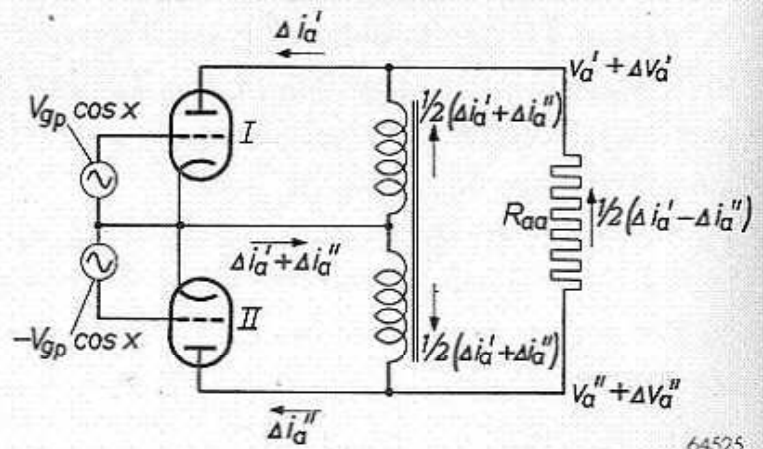 Δ i_a'
v_a' + Δv_a'
V_gp cos x
I
½(Δi_a' + Δi_a'')
R_aa
½(Δi_a' − Δi_a'')
Δi_a' + Δi_a''
II
−V_gp cos x
½(Δi_a' + Δi_a'')
v_a'' + Δv_a''
Δi_a''
64525